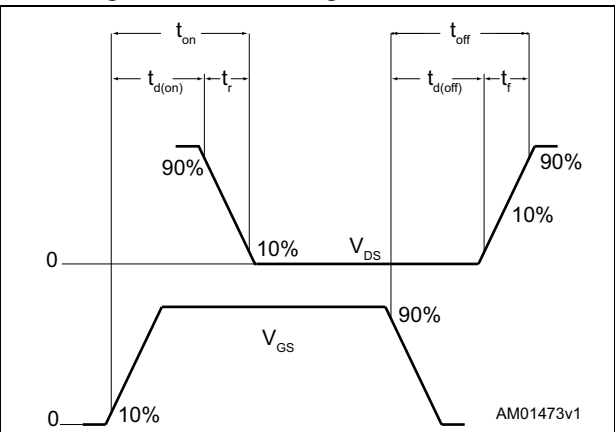 ton
toff
td(on)
tr
td(off)
tf
90%
90%
10%
10%
VDS
0
90%
VGS
0
10%
AM01473v1